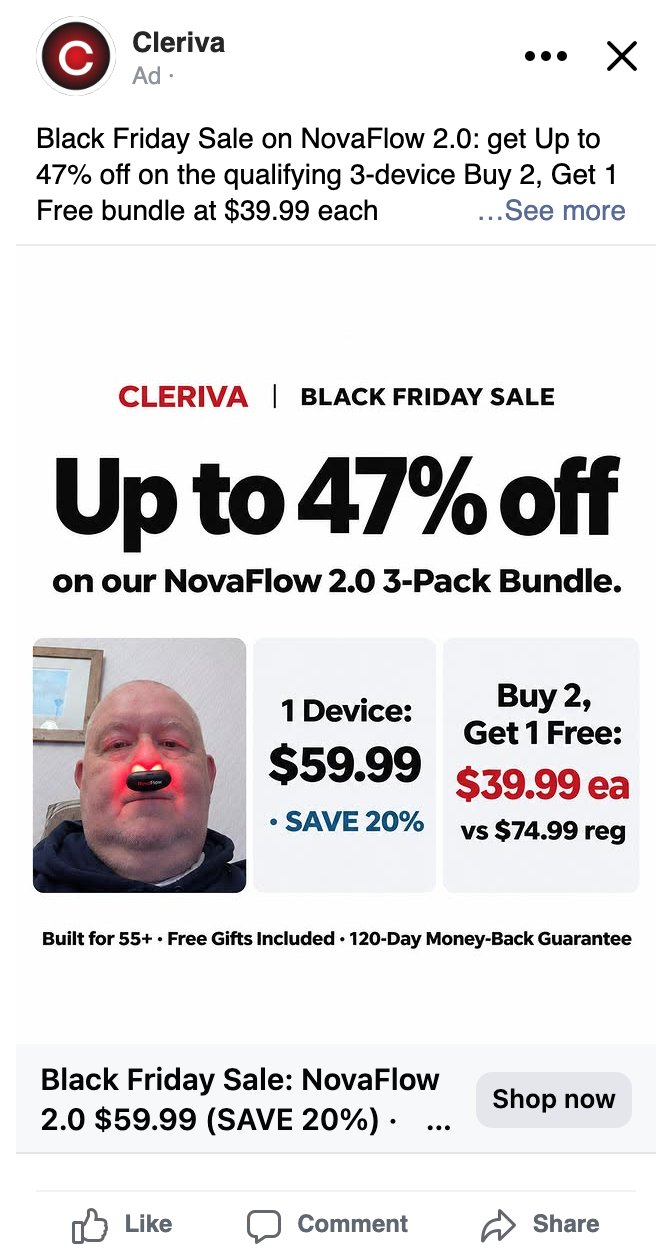 C
Cleriva
Ad ·
Black Friday Sale on NovaFlow 2.0: get Up to
47% off on the qualifying 3-device Buy 2, Get 1
Free bundle at $39.99 each ...See more
CLERIVA | BLACK FRIDAY SALE
Up to 47% off
on our NovaFlow 2.0 3-Pack Bundle.
NovaFlow
1 Device:
$59.99
· SAVE 20%
Buy 2,
Get 1 Free:
$39.99 ea
vs $74.99 reg
Built for 55+ · Free Gifts Included · 120-Day Money-Back Guarantee
Black Friday Sale: NovaFlow
2.0 $59.99 (SAVE 20%) · ...
Shop now
Like Comment Share